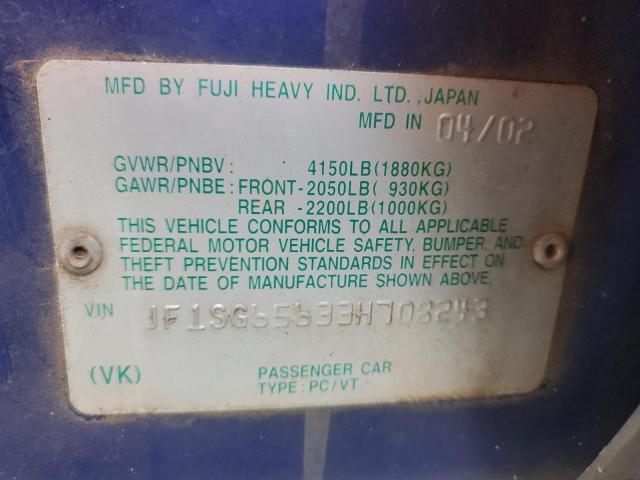 MFD BY FUJI HEAVY IND. LTD., JAPAN
MFD IN 04/02
GVWR/PNBV: 4150LB(1880KG)
GAWR/PNBE: FRONT-2050LB( 930KG)
REAR -2200LB(1000KG)
THIS VEHICLE CONFORMS TO ALL APPLICABLE
FEDERAL MOTOR VEHICLE SAFETY, BUMPER, AND
THEFT PREVENTION STANDARDS IN EFFECT ON
THE DATE OF MANUFACTURE SHOWN ABOVE.
VIN JF1SG65633H708243
(VK) PASSENGER CAR
TYPE: PC/VT